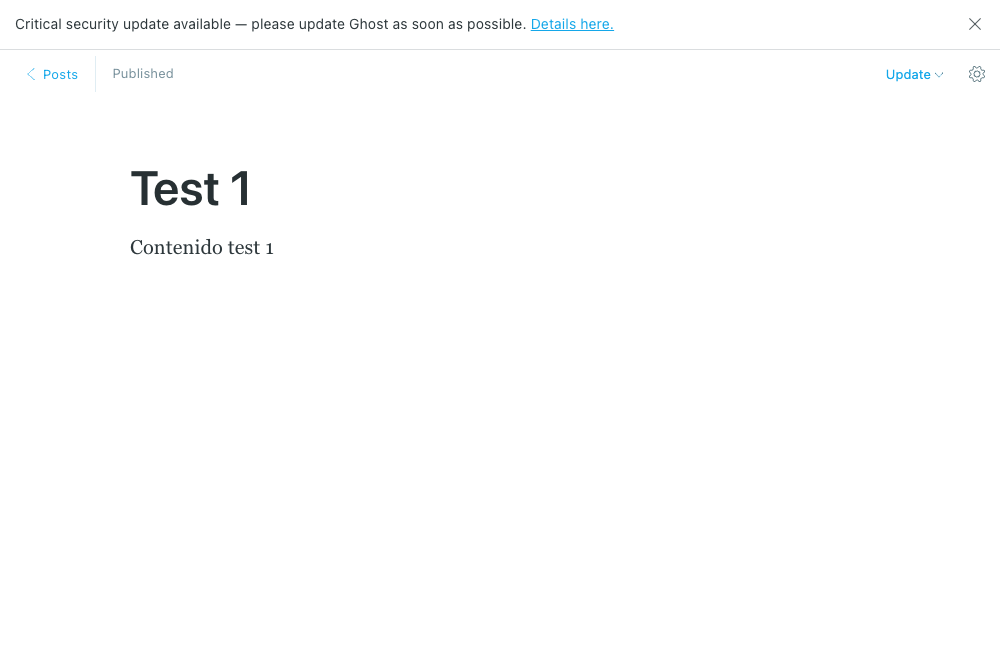 Critical security update available — please update Ghost as soon as possible. Details here.
Posts
Published
Update
Test 1
Contenido test 1